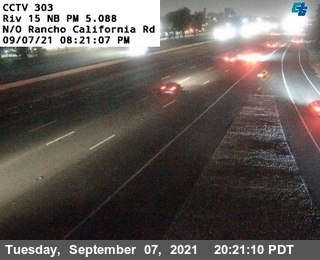 CCTV 303
Riv 15 NB PM 5.088
N/O Rancho California Rd
09/07/21 08:21:07 PM
Tuesday, September 07, 2021 20:21:10 PDT